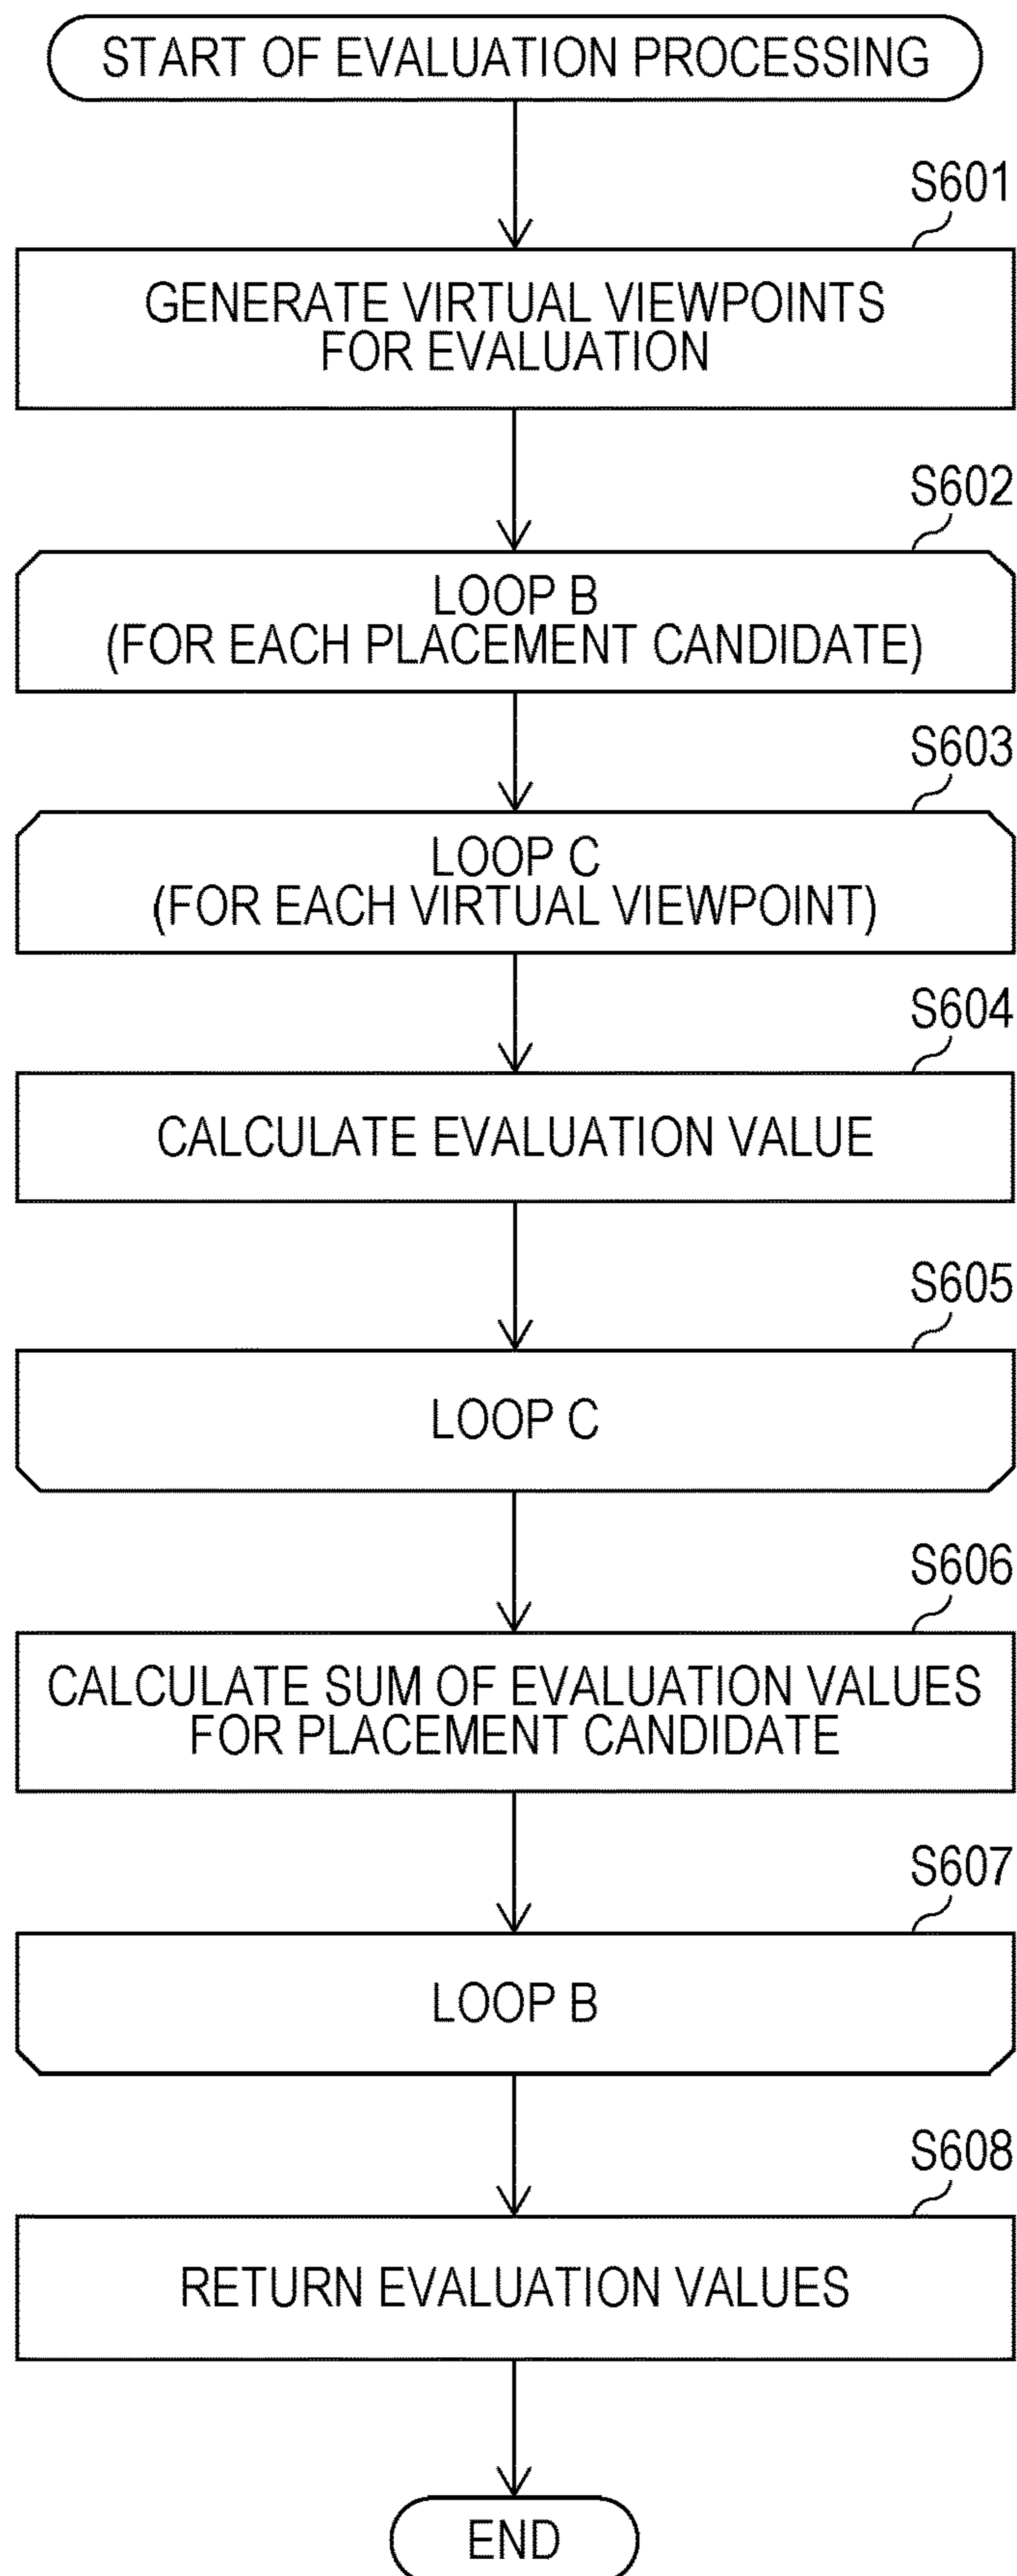 START OF EVALUATION PROCESSING
S601
GENERATE VIRTUAL VIEWPOINTS
FOR EVALUATION
S602
LOOP B
(FOR EACH PLACEMENT CANDIDATE)
S603
LOOP C
(FOR EACH VIRTUAL VIEWPOINT)
S604
CALCULATE EVALUATION VALUE
S605
LOOP C
S606
CALCULATE SUM OF EVALUATION VALUES
FOR PLACEMENT CANDIDATE
S607
LOOP B
S608
RETURN EVALUATION VALUES
END